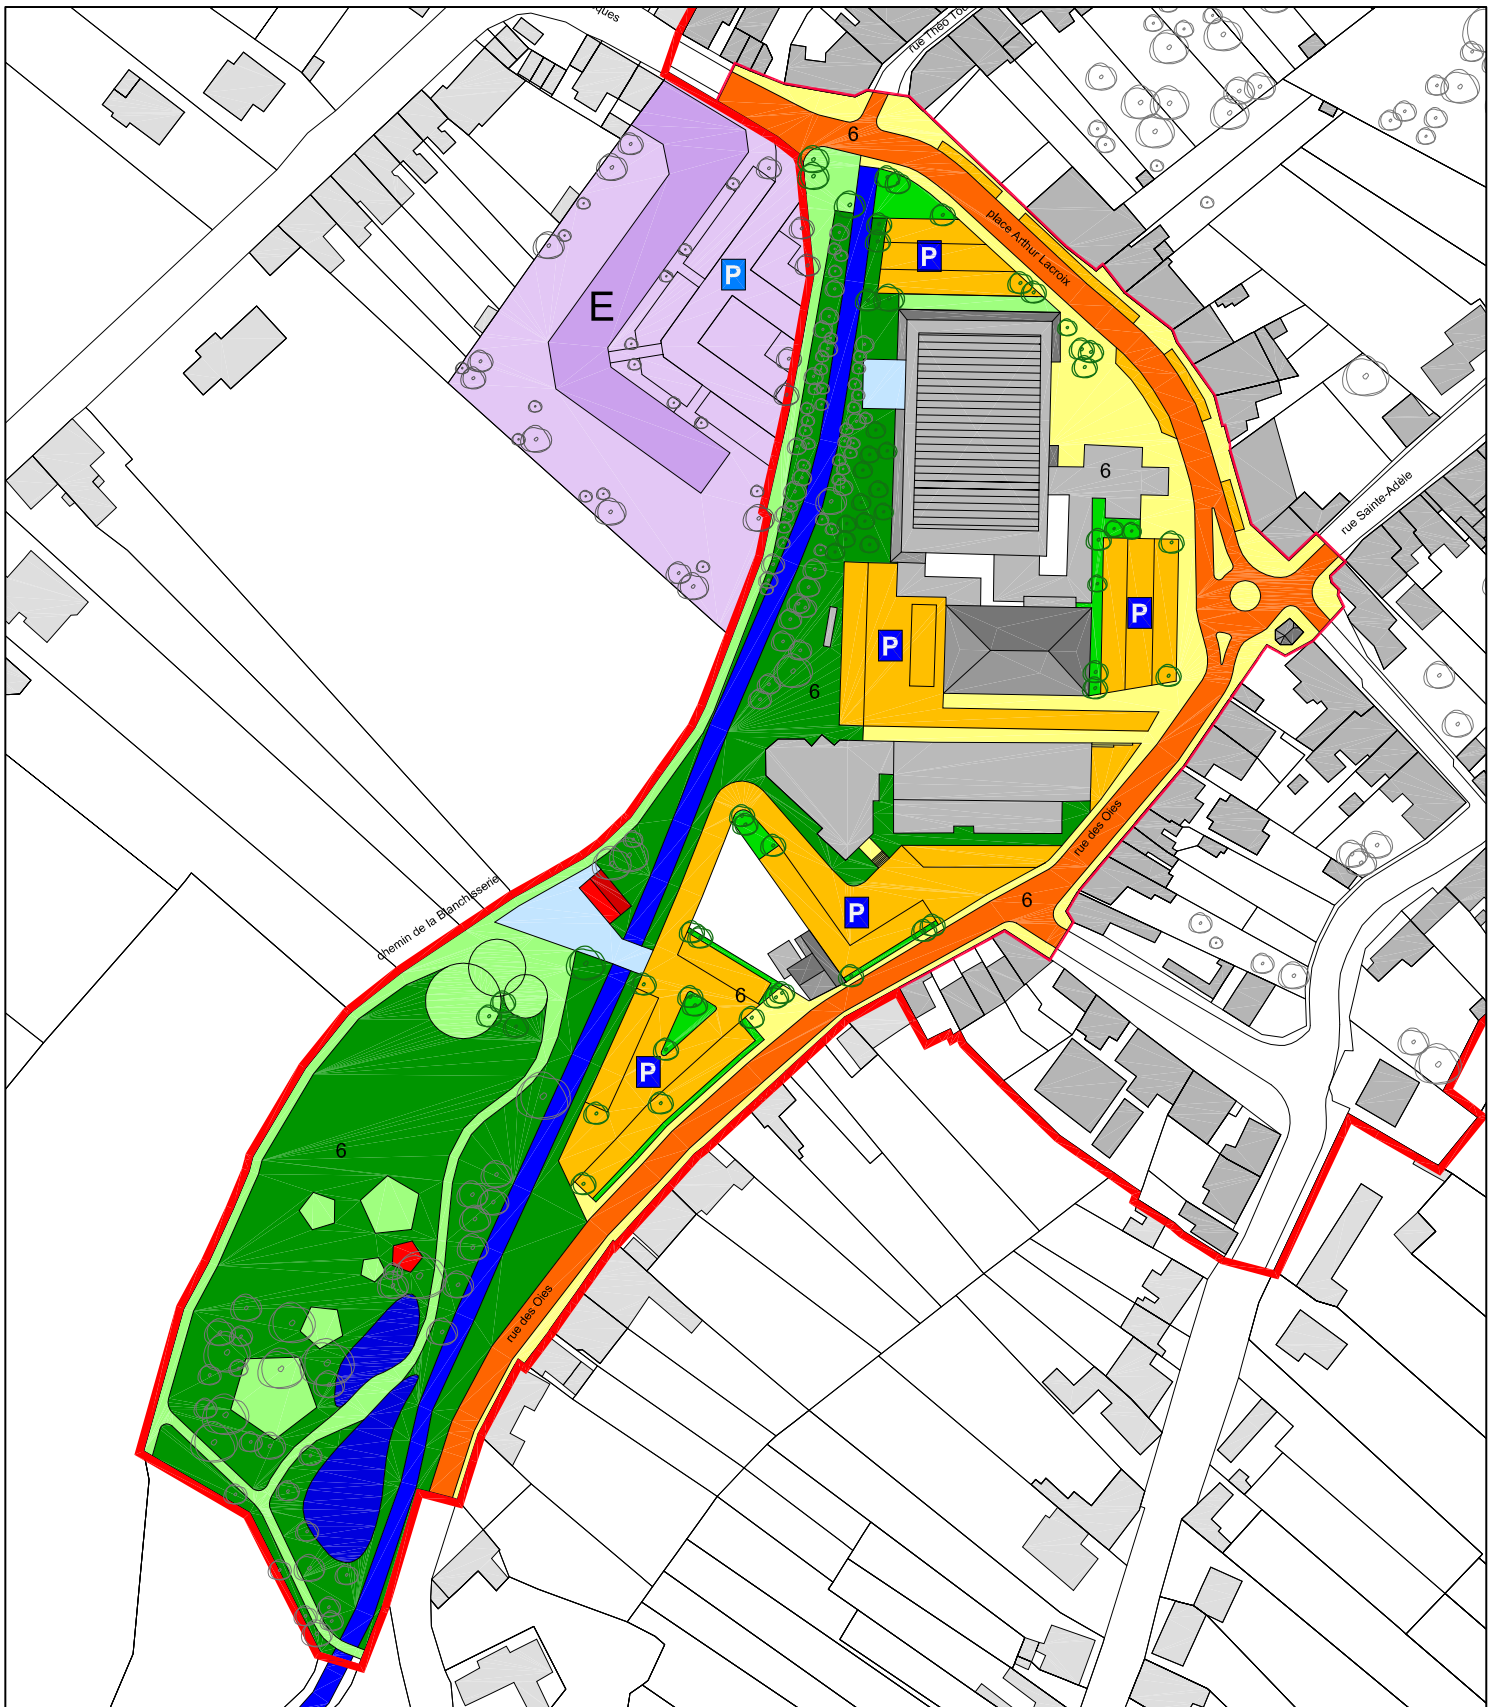 6
place Arthur Lacroix
P
P
E
6
rue Sainte-Adèle
P
P
6
rue des Oies
chemin de la Blanchisserie
P
6
6
P
6
rue des Oies